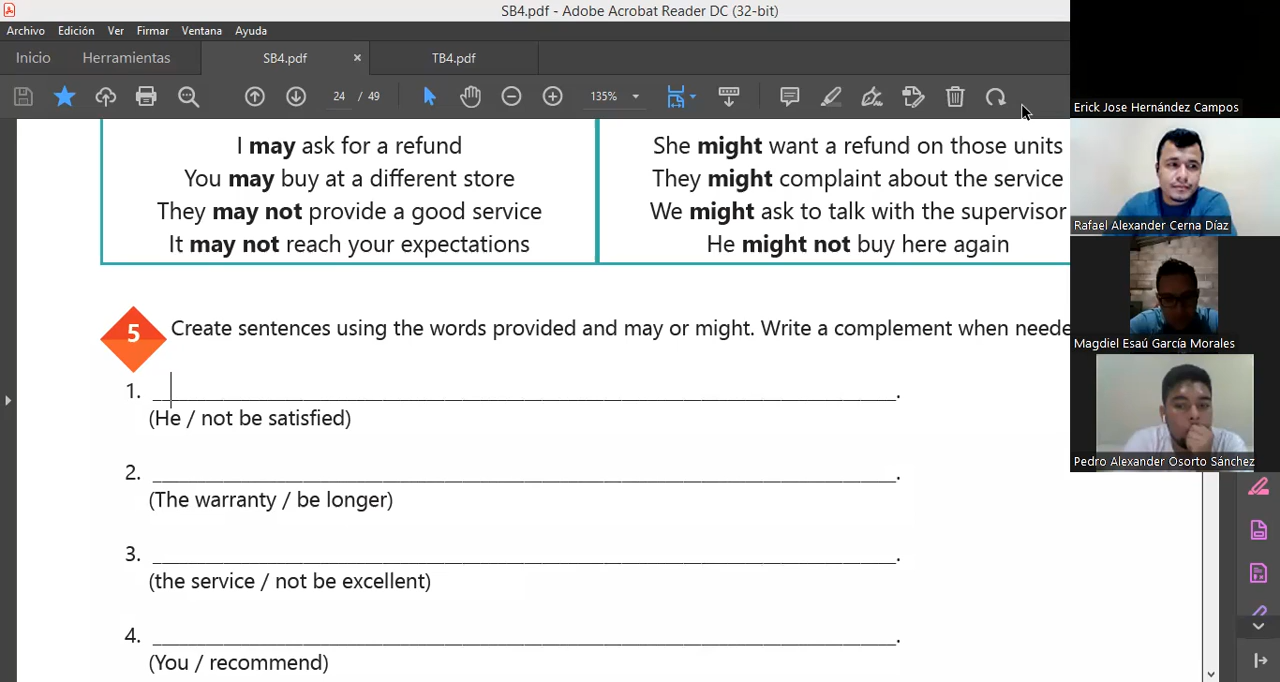 SB4.pdf - Adobe Acrobat Reader DC (32-bit)
Archivo Edición Ver Firmar Ventana Ayuda
Inicio Herramientas SB4.pdf × TB4.pdf
24 / 49 135%
I may ask for a refund
You may buy at a different store
They may not provide a good service
It may not reach your expectations
She might want a refund on those units
They might complaint about the service
We might ask to talk with the supervisor
He might not buy here again
5 Create sentences using the words provided and may or might. Write a complement when neede
1. ______.
(He / not be satisfied)
2. ______.
(The warranty / be longer)
3. ______.
(the service / not be excellent)
4. ______.
(You / recommend)
Erick Jose Hernández Campos
Rafael Alexander Cerna Díaz
Magdiel Esaú García Morales
Pedro Alexander Osorto Sánchez